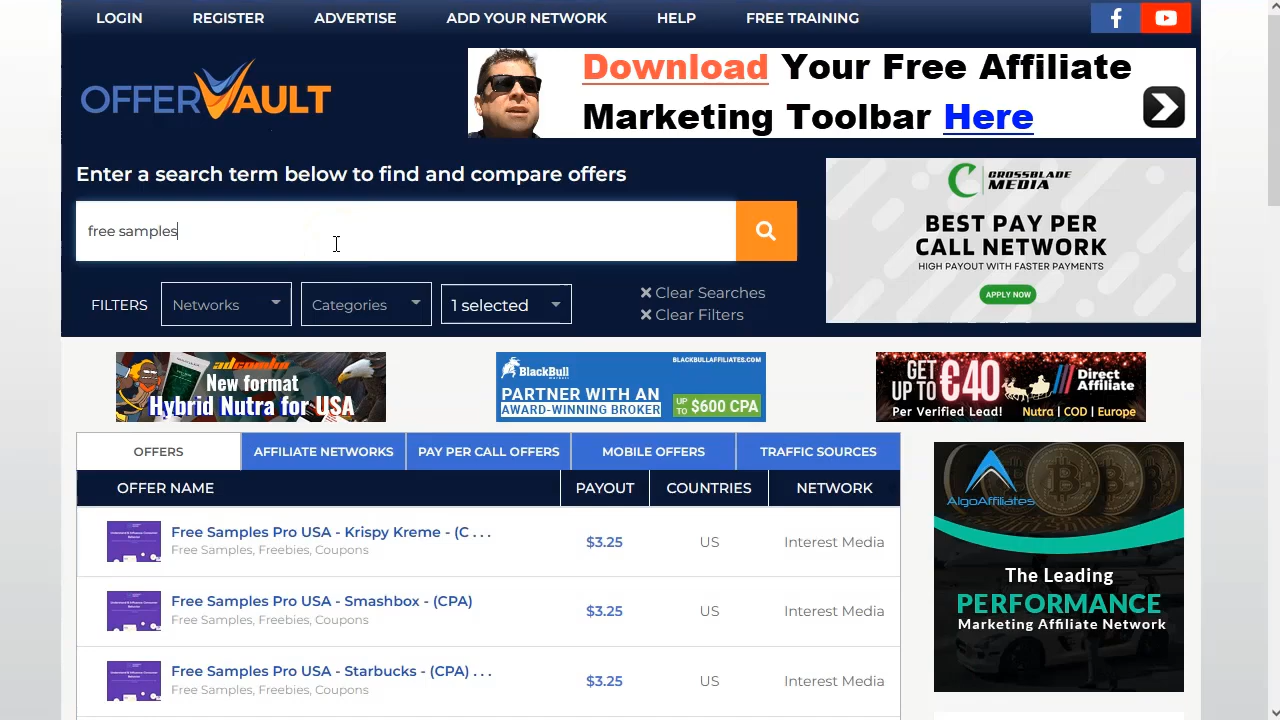 LOGIN REGISTER ADVERTISE ADD YOUR NETWORK HELP FREE TRAINING
OFFERVAULT
Download Your Free Affiliate
Marketing Toolbar Here
Enter a search term below to find and compare offers
free samples
FILTERS Networks Categories 1 selected
Clear Searches
Clear Filters
CROSSBLADE
MEDIA
BEST PAY PER
CALL NETWORK
HIGH PAYOUT WITH FASTER PAYMENTS
APPLY NOW
adcombo
New format
Hybrid Nutra for USA
BLACKBULLAFFILIATES.COM
BlackBull
markets
PARTNER WITH AN
AWARD-WINNING BROKER
UP TO $600 CPA
GET
UP TO €40
Per Verified Lead!
Direct
Affiliate
Nutra | COD | Europe
OFFERS AFFILIATE NETWORKS PAY PER CALL OFFERS MOBILE OFFERS TRAFFIC SOURCES
OFFER NAME PAYOUT COUNTRIES NETWORK
Free Samples Pro USA - Krispy Kreme - (C . . .
Free Samples, Freebies, Coupons
$3.25 US Interest Media
Free Samples Pro USA - Smashbox - (CPA)
Free Samples, Freebies, Coupons
$3.25 US Interest Media
Free Samples Pro USA - Starbucks - (CPA) . . .
Free Samples, Freebies, Coupons
$3.25 US Interest Media
AlgoAffiliates
The Leading
PERFORMANCE
Marketing Affiliate Network